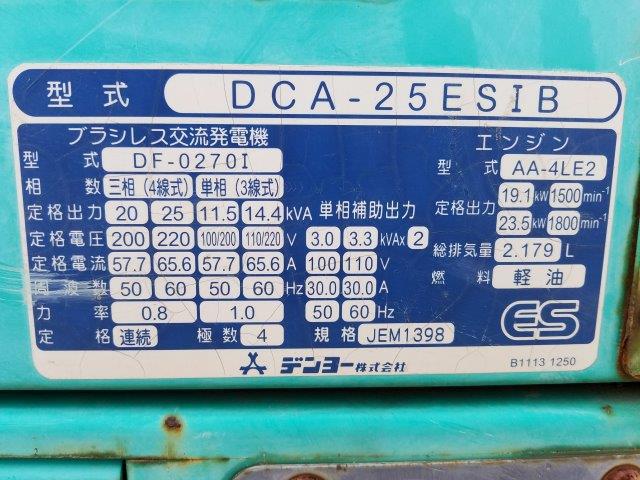 型式 DCA-25ESIB
ブラシレス交流発電機 エンジン
型式 DF-0270I 型式 AA-4LE2
相数 三相(4線式) 単相(3線式) 19.1 kW 1500 min⁻¹
定格出力 20 25 11.5 14.4 kVA 単相補助出力 定格出力 23.5 kW 1800 min⁻¹
定格電圧 200 220 100/200 110/220 V 3.0 3.3 kVA x 2 総排気量 2.179 L
定格電流 57.7 65.6 57.7 65.6 A 100 110 V 燃料 軽油
周波数 50 60 50 60 Hz 30.0 30.0 A
力率 0.8 1.0 50 60 Hz ES
定格 連続 極数 4 規格 JEM1398
デンヨー株式会社 B1113 1250